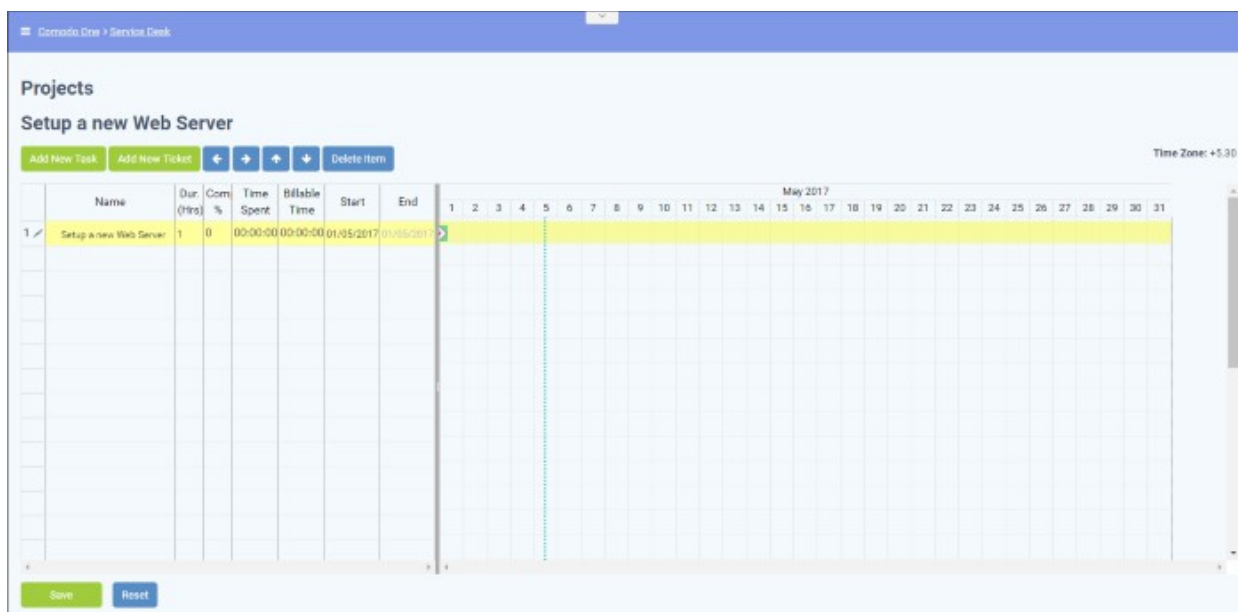 Comodo One > Service Desk
Projects
Setup a new Web Server
Add New Task Add New Ticket Delete Item
Time Zone: +5.30
Name Dur. (Hrs) Com % Time Spent Billable Time Start End
May 2017
1 2 3 4 5 6 7 8 9 10 11 12 13 14 15 16 17 18 19 20 21 22 23 24 25 26 27 28 29 30 31
1 Setup a new Web Server 1 0 00:00:00 00:00:00 01/05/2017 01/05/2017
Save Reset